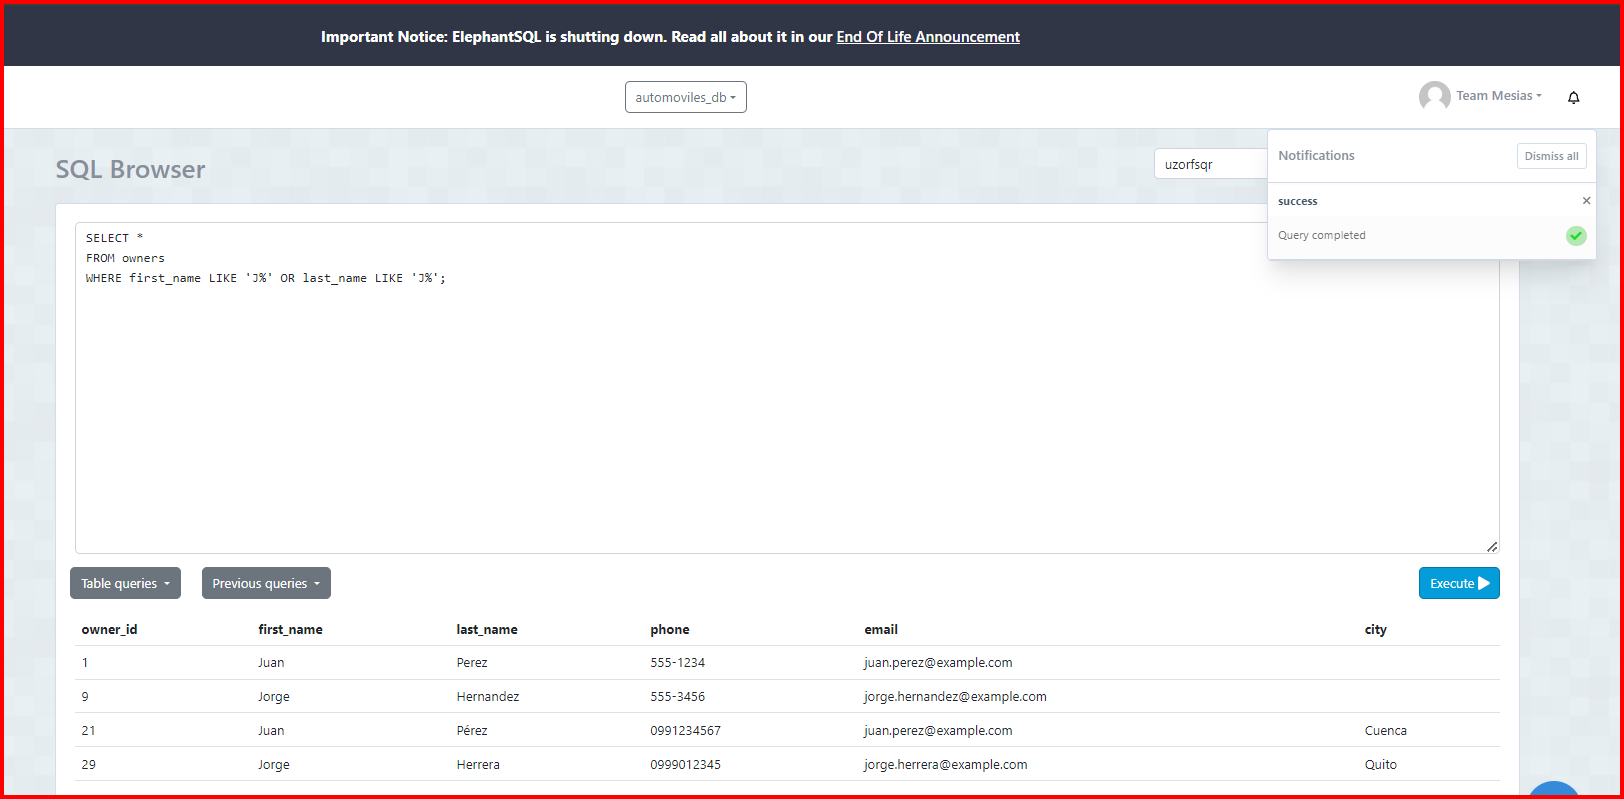 Important Notice: ElephantSQL is shutting down. Read all about it in our End Of Life Announcement
automoviles_db
Team Mesias
SQL Browser
uzorfsqr
Notifications
Dismiss all
success
Query completed
SELECT *
FROM owners
WHERE first_name LIKE 'J%' OR last_name LIKE 'J%';
Table queries
Previous queries
Execute
owner_id first_name last_name phone email city
1 Juan Perez 555-1234 juan.perez@example.com
9 Jorge Hernandez 555-3456 jorge.hernandez@example.com
21 Juan Pérez 0991234567 juan.perez@example.com Cuenca
29 Jorge Herrera 0999012345 jorge.herrera@example.com Quito